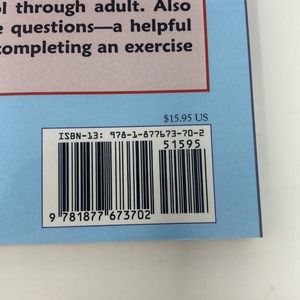 ol through adult. Also
e questions—a helpful
completing an exercise
$15.95 US
ISBN-13: 978-1-877673-70-2
51595
9 781877 673702